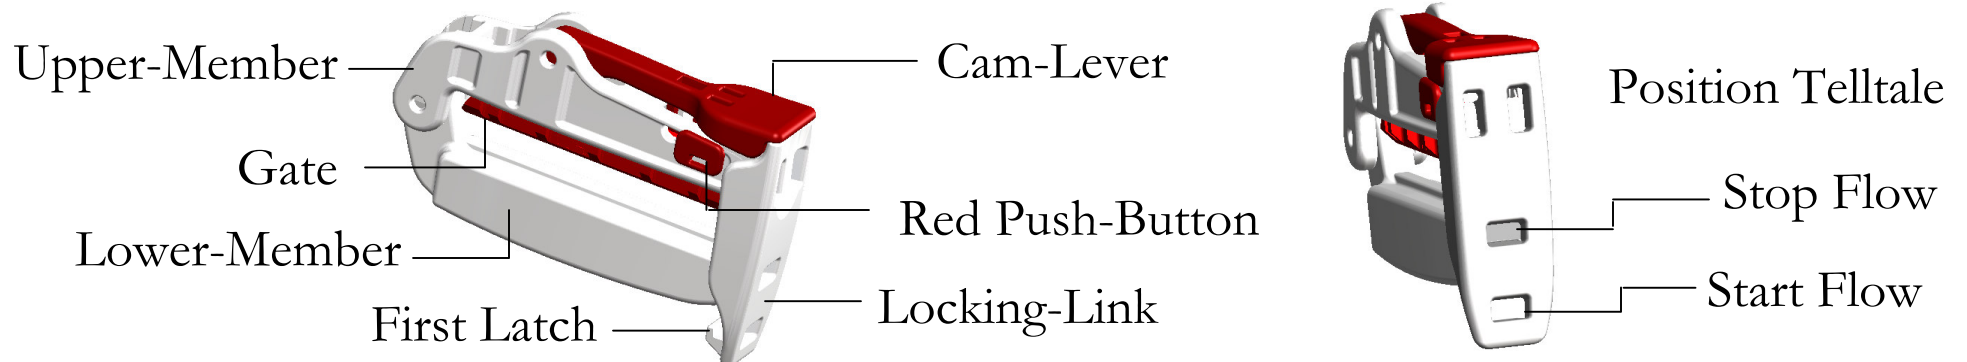 Upper-Member
Cam-Lever
Position Telltale
Gate
Stop Flow
Red Push-Button
Lower-Member
Start Flow
Locking-Link
First Latch